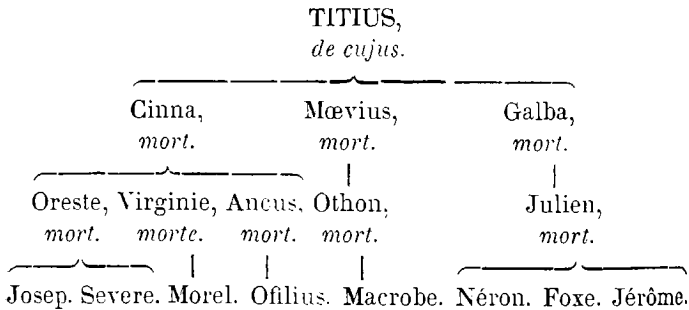 TITIUS,
de cujus.
Cinna, Mœvius, Galba,
mort. mort. mort.
Oreste, Virginie, Ancus, Othon, Julien,
mort. morte. mort. mort. mort.
Josep. Severe. Morel. Ofilius. Macrobe. Néron. Foxe. Jérôme.